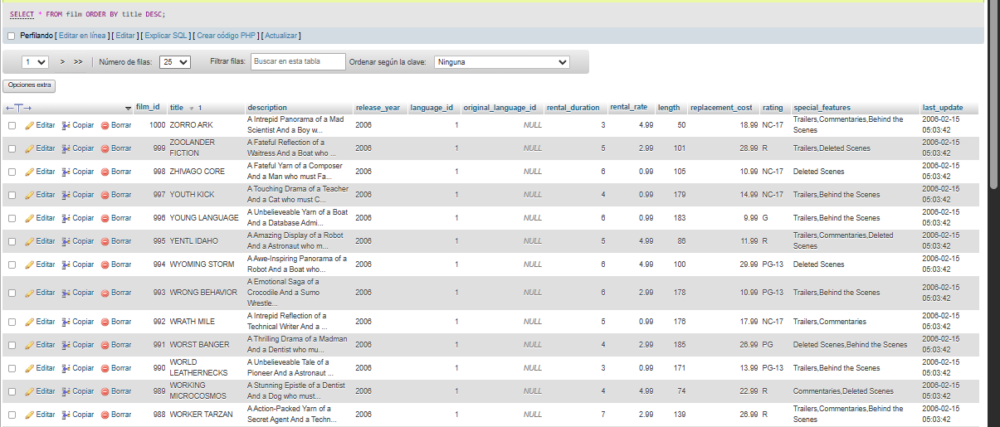 SELECT * FROM film ORDER BY title DESC;
Perfilando [ Editar en línea ] [ Editar ] [ Explicar SQL ] [ Crear código PHP ] [ Actualizar ]
1 > >> | Número de filas: 25 Filtrar filas: Buscar en esta tabla Ordenar según la clave: Ninguna
Opciones extra
←T→ film_id title 1 description release_year language_id original_language_id rental_duration rental_rate length replacement_cost rating special_features last_update
Editar Copiar Borrar 1000 ZORRO ARK A Intrepid Panorama of a Mad Scientist And a Boy w... 2006 1 NULL 3 4.99 50 18.99 NC-17 Trailers,Commentaries,Behind the Scenes 2006-02-15 05:03:42
Editar Copiar Borrar 999 ZOOLANDER FICTION A Fateful Reflection of a Waitress And a Boat who ... 2006 1 NULL 5 2.99 101 28.99 R Trailers,Deleted Scenes 2006-02-15 05:03:42
Editar Copiar Borrar 998 ZHIVAGO CORE A Fateful Yarn of a Composer And a Man who must Fa... 2006 1 NULL 6 0.99 105 10.99 NC-17 Deleted Scenes 2006-02-15 05:03:42
Editar Copiar Borrar 997 YOUTH KICK A Touching Drama of a Teacher And a Cat who must C... 2006 1 NULL 4 0.99 179 14.99 NC-17 Trailers,Behind the Scenes 2006-02-15 05:03:42
Editar Copiar Borrar 996 YOUNG LANGUAGE A Unbelieveable Yarn of a Boat And a Database Admi... 2006 1 NULL 6 0.99 183 9.99 G Trailers,Behind the Scenes 2006-02-15 05:03:42
Editar Copiar Borrar 995 YENTL IDAHO A Amazing Display of a Robot And a Astronaut who m... 2006 1 NULL 5 4.99 86 11.99 R Trailers,Commentaries,Deleted Scenes 2006-02-15 05:03:42
Editar Copiar Borrar 994 WYOMING STORM A Awe-Inspiring Panorama of a Robot And a Boat who... 2006 1 NULL 6 4.99 100 29.99 PG-13 Deleted Scenes 2006-02-15 05:03:42
Editar Copiar Borrar 993 WRONG BEHAVIOR A Emotional Saga of a Crocodile And a Sumo Wrestle... 2006 1 NULL 6 2.99 178 10.99 PG-13 Trailers,Behind the Scenes 2006-02-15 05:03:42
Editar Copiar Borrar 992 WRATH MILE A Intrepid Reflection of a Technical Writer And a ... 2006 1 NULL 5 0.99 176 17.99 NC-17 Trailers,Commentaries 2006-02-15 05:03:42
Editar Copiar Borrar 991 WORST BANGER A Thrilling Drama of a Madman And a Dentist who mu... 2006 1 NULL 4 2.99 185 26.99 PG Deleted Scenes,Behind the Scenes 2006-02-15 05:03:42
Editar Copiar Borrar 990 WORLD LEATHERNECKS A Unbelieveable Tale of a Pioneer And a Astronaut ... 2006 1 NULL 3 0.99 171 13.99 PG-13 Trailers,Behind the Scenes 2006-02-15 05:03:42
Editar Copiar Borrar 989 WORKING MICROCOSMOS A Stunning Epistle of a Dentist And a Dog who must... 2006 1 NULL 4 4.99 74 22.99 R Commentaries,Deleted Scenes 2006-02-15 05:03:42
Editar Copiar Borrar 988 WORKER TARZAN A Action-Packed Yarn of a Secret Agent And a Techn... 2006 1 NULL 7 2.99 139 26.99 R Trailers,Commentaries,Behind the Scenes 2006-02-15 05:03:42